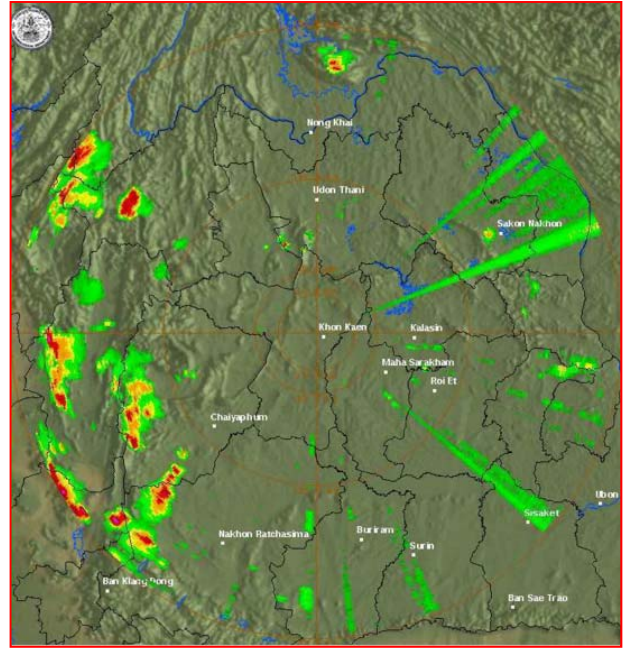 Nong Khai
Udon Thani
Sakon Nakhon
Khon Kaen
Kalasin
Maha Sarakham
Roi Et
Chaiyaphum
Ubon
Sisaket
Nakhon Ratchasima
Buriram
Surin
Ban Klang Dong
Ban Sae Trao